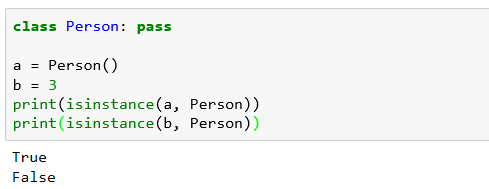 class Person: pass
a = Person()
b = 3
print(isinstance(a, Person))
print(isinstance(b, Person))
True
False